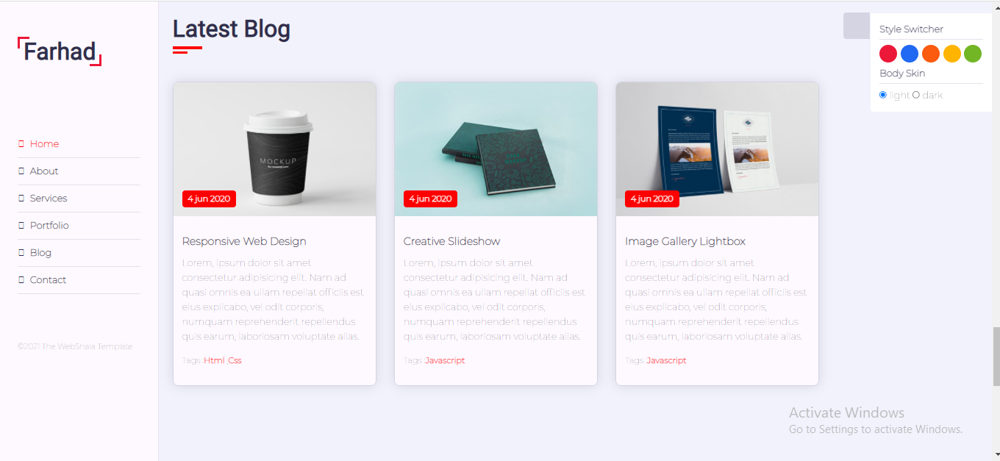 Farhad
Home
About
Services
Portfolio
Blog
Contact
©2021 The WebShala Template
Latest Blog
MOCKUP
4 jun 2020
Responsive Web Design
Lorem, ipsum dolor sit amet
consectetur adipisicing elit. Nam ad
quasi omnis ea ullam repellat officiis est
eius explicabo, vel odit corporis,
numquam reprehenderit repellendus
quis earum, laboriosam voluptate alias.
Tags :Html ,Css
4 jun 2020
Creative Slideshow
Lorem, ipsum dolor sit amet
consectetur adipisicing elit. Nam ad
quasi omnis ea ullam repellat officiis est
eius explicabo, vel odit corporis,
numquam reprehenderit repellendus
quis earum, laboriosam voluptate alias.
Tags :Javascript
4 jun 2020
Image Gallery Lightbox
Lorem, ipsum dolor sit amet
consectetur adipisicing elit. Nam ad
quasi omnis ea ullam repellat officiis est
eius explicabo, vel odit corporis,
numquam reprehenderit repellendus
quis earum, laboriosam voluptate alias.
Tags :Javascript
Style Switcher
Body Skin
light dark
Activate Windows
Go to Settings to activate Windows.